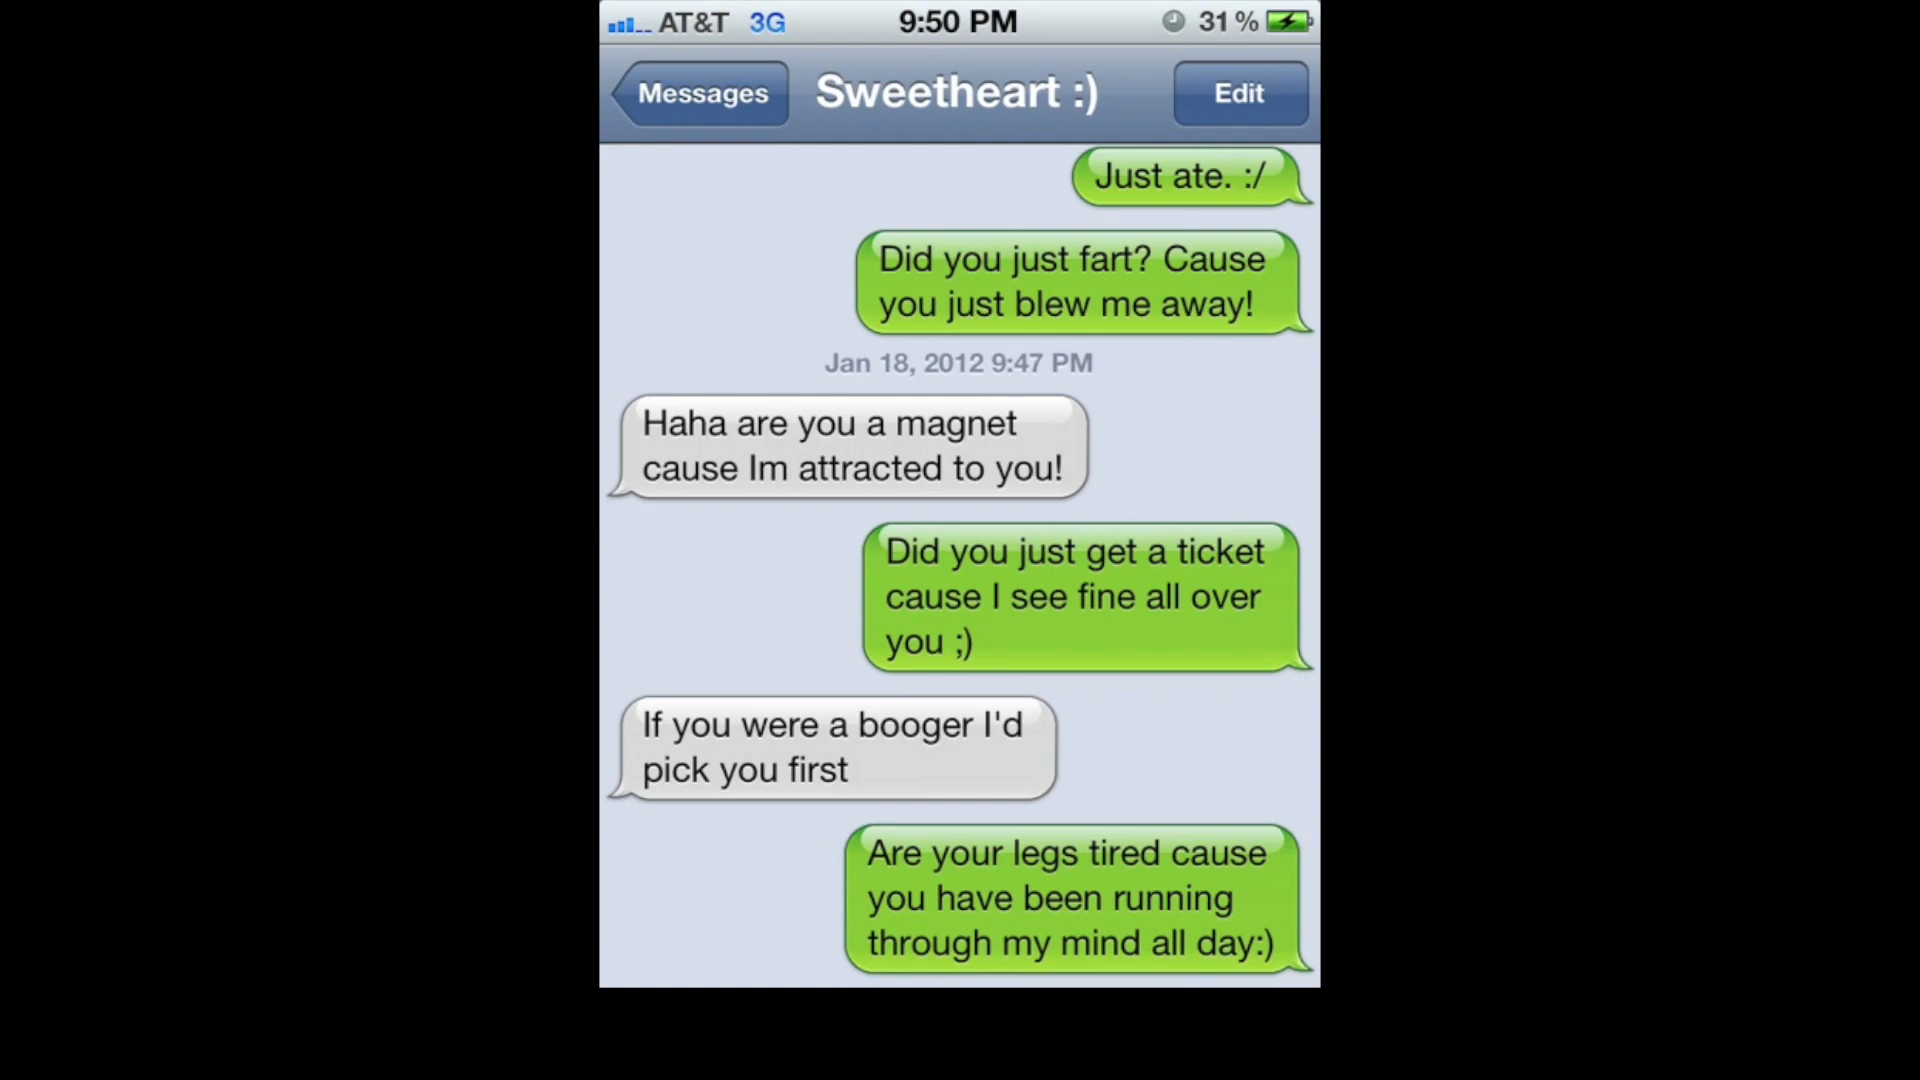 AT&T 3G 9:50 PM 31 %
Messages Sweetheart :) Edit
Just ate. :/
Did you just fart? Cause
you just blew me away!
Jan 18, 2012 9:47 PM
Haha are you a magnet
cause Im attracted to you!
Did you just get a ticket
cause I see fine all over
you ;)
If you were a booger I'd
pick you first
Are your legs tired cause
you have been running
through my mind all day:)